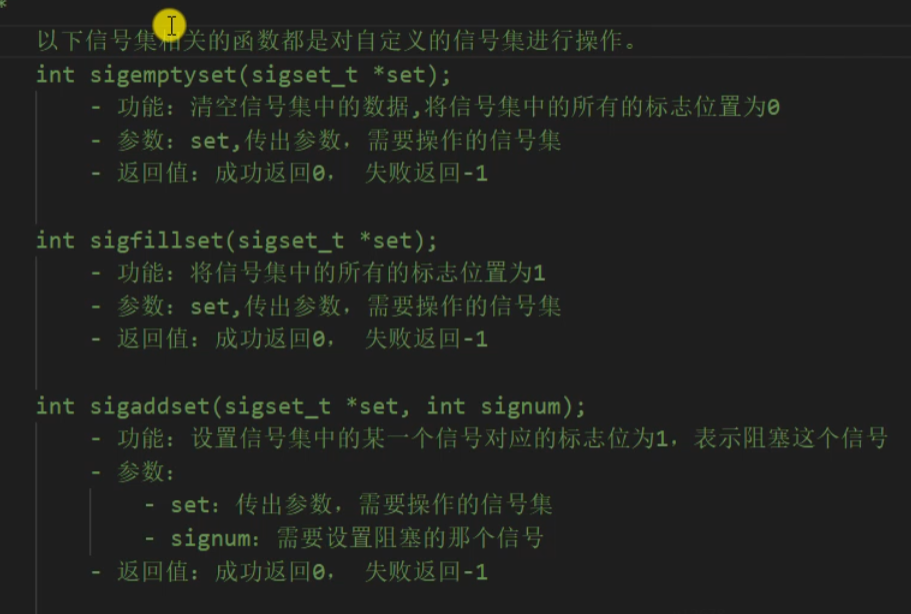 *
以下信号集相关的函数都是对自定义的信号集进行操作。
int sigemptyset(sigset_t *set);
- 功能：清空信号集中的数据,将信号集中的所有的标志位置为0
- 参数：set,传出参数，需要操作的信号集
- 返回值：成功返回0， 失败返回-1
int sigfillset(sigset_t *set);
- 功能：将信号集中的所有的标志位置为1
- 参数：set,传出参数，需要操作的信号集
- 返回值：成功返回0， 失败返回-1
int sigaddset(sigset_t *set, int signum);
- 功能：设置信号集中的某一个信号对应的标志位为1，表示阻塞这个信号
- 参数：
- set：传出参数，需要操作的信号集
- signum：需要设置阻塞的那个信号
- 返回值：成功返回0， 失败返回-1